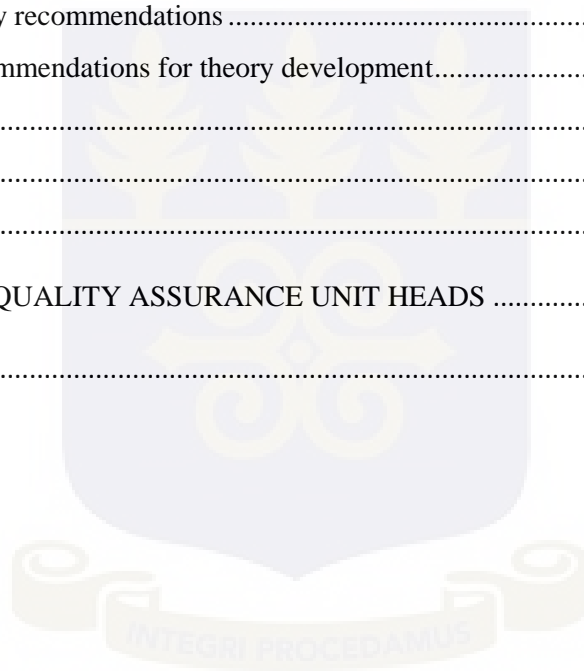 y recommendations ........................................................
mmendations for theory development........................
................................................................................................
................................................................................................
................................................................................................
QUALITY ASSURANCE UNIT HEADS ............
................................................................................................
INTEGRI PROCEDAMUS